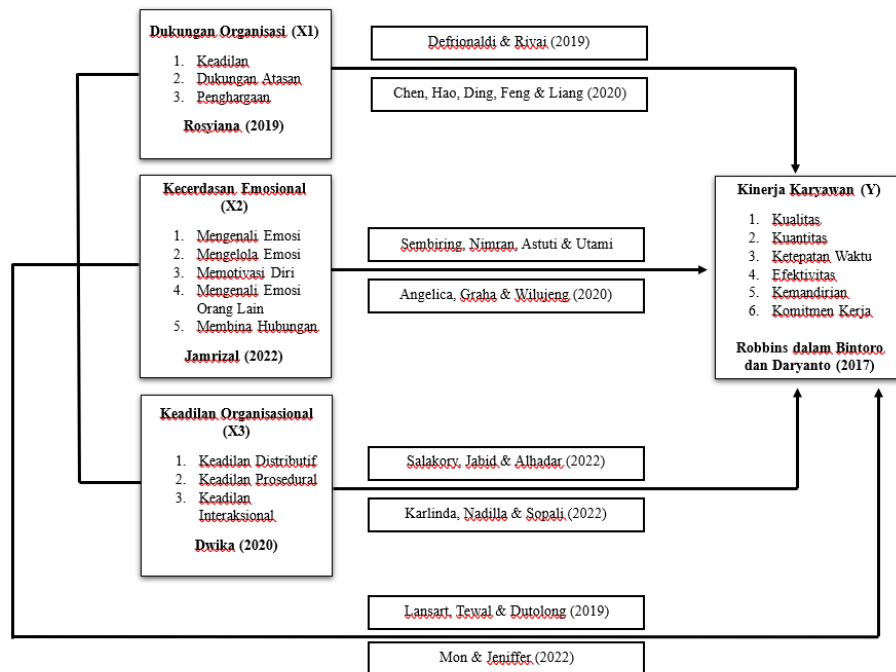 Dukungan Organisasi (X1)
1. Keadilan
2. Dukungan Atasan
3. Penghargaan
Rosyiana (2019)
Defrionaldi & Rivai (2019)
Chen, Hao, Ding, Feng & Liang (2020)
Kecerdasan Emosional
(X2)
1. Mengenali Emosi
2. Mengelola Emosi
3. Memotivasi Diri
4. Mengenali Emosi
Orang Lain
5. Membina Hubungan
Jamrizal (2022)
Sembiring, Nimran, Astuti & Utami
Angelica, Graha & Wilujeng (2020)
Kinerja Karyawan (Y)
1. Kualitas
2. Kuantitas
3. Ketepatan Waktu
4. Efektivitas
5. Kemandirian
6. Komitmen Kerja
Robbins dalam Bintoro
dan Daryanto (2017)
Keadilan Organisasional
(X3)
1. Keadilan Distributif
2. Keadilan Prosedural
3. Keadilan
Interaksional
Dwika (2020)
Salakory, Jabid & Alhadar (2022)
Karlinda, Nadilla & Sopali (2022)
Lansart, Tewal & Dutolong (2019)
Mon & Jeniffer (2022)